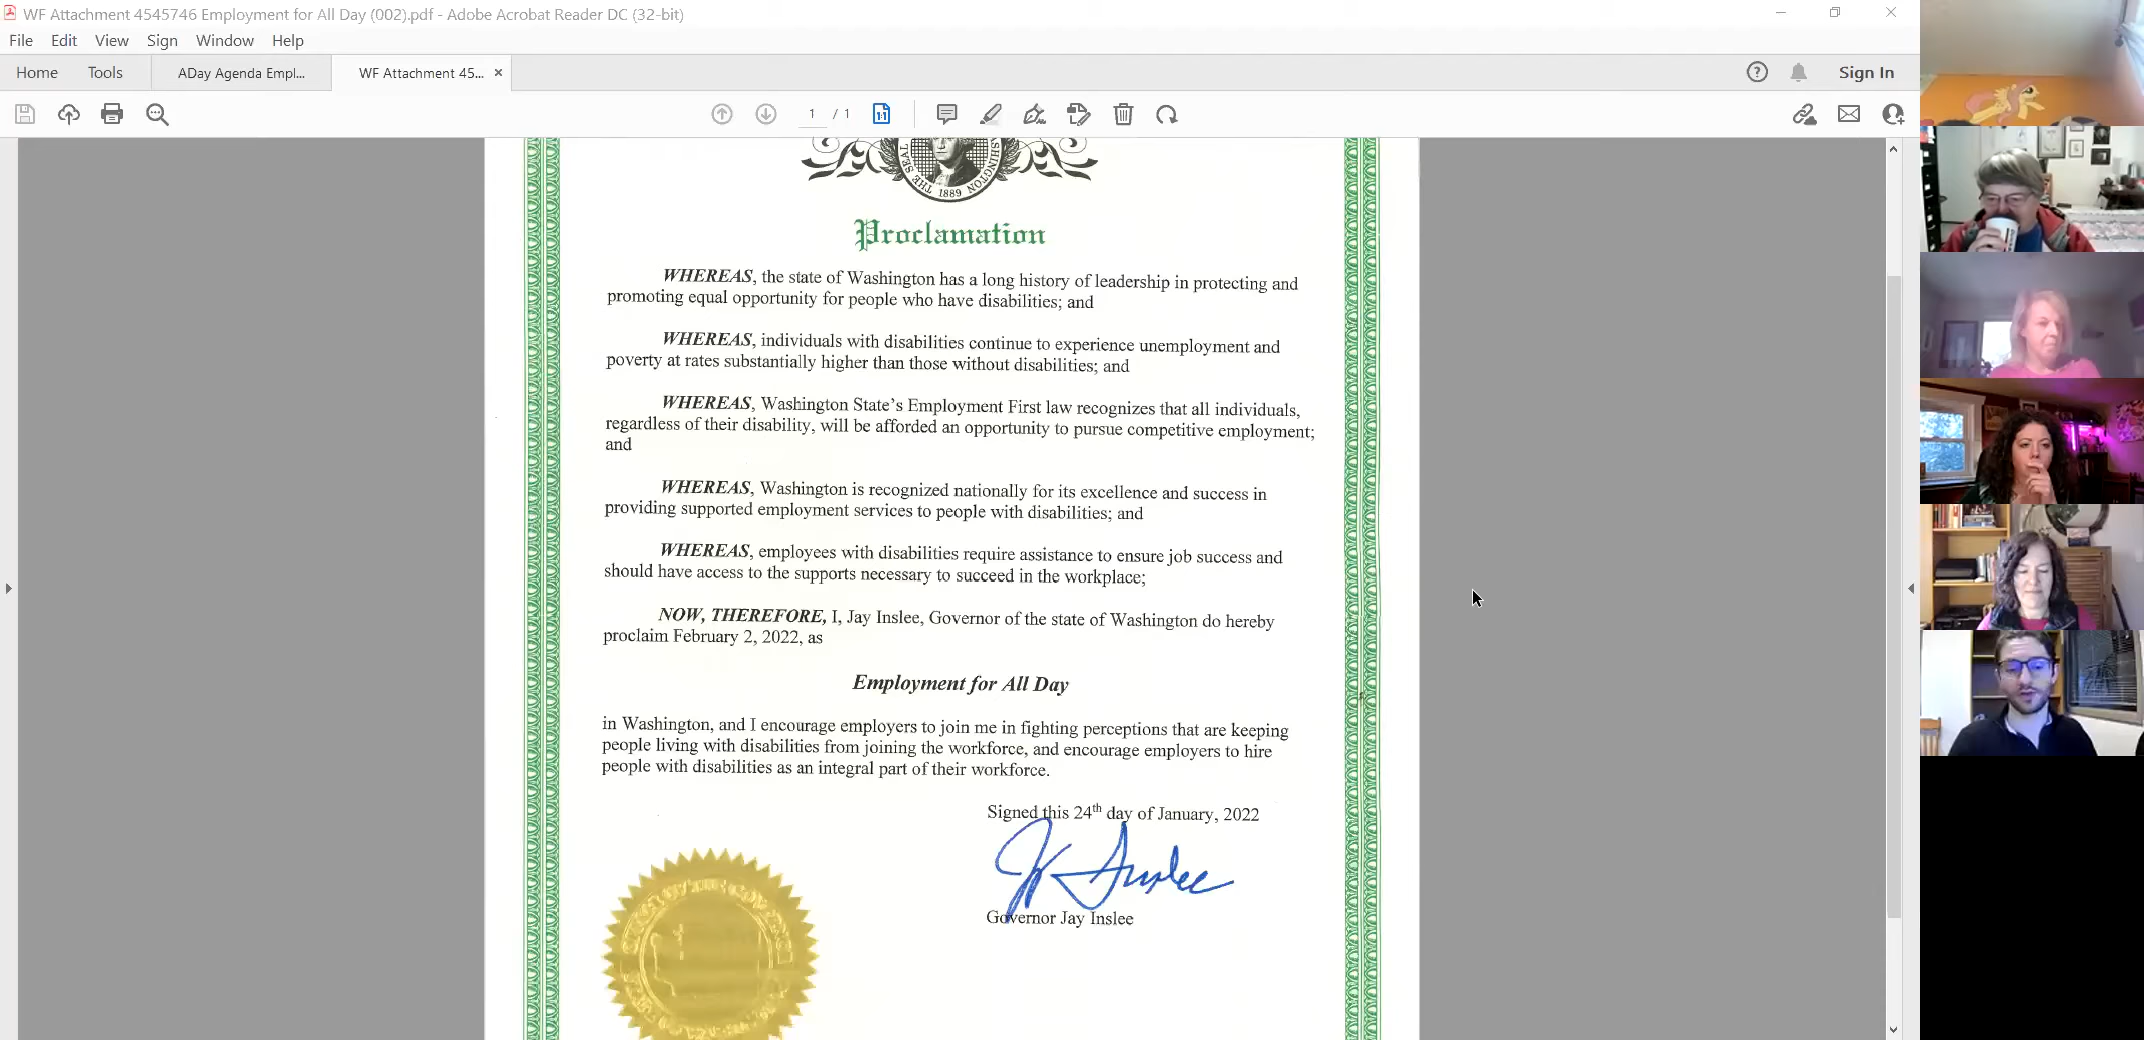 WF Attachment 4545746 Employment for All Day (002).pdf - Adobe Acrobat Reader DC (32-bit)
File Edit View Sign Window Help
Home Tools ADay Agenda Empl... WF Attachment 45... × Sign In
1 / 1
THE SEAL
1889
Proclamation
WHEREAS, the state of Washington has a long history of leadership in protecting and
promoting equal opportunity for people who have disabilities; and
WHEREAS, individuals with disabilities continue to experience unemployment and
poverty at rates substantially higher than those without disabilities; and
WHEREAS, Washington State’s Employment First law recognizes that all individuals,
regardless of their disability, will be afforded an opportunity to pursue competitive employment;
and
WHEREAS, Washington is recognized nationally for its excellence and success in
providing supported employment services to people with disabilities; and
WHEREAS, employees with disabilities require assistance to ensure job success and
should have access to the supports necessary to succeed in the workplace;
NOW, THEREFORE, I, Jay Inslee, Governor of the state of Washington do hereby
proclaim February 2, 2022, as
Employment for All Day
in Washington, and I encourage employers to join me in fighting perceptions that are keeping
people living with disabilities from joining the workforce, and encourage employers to hire
people with disabilities as an integral part of their workforce.
Signed this 24th day of January, 2022
Jay Inslee
Governor Jay Inslee